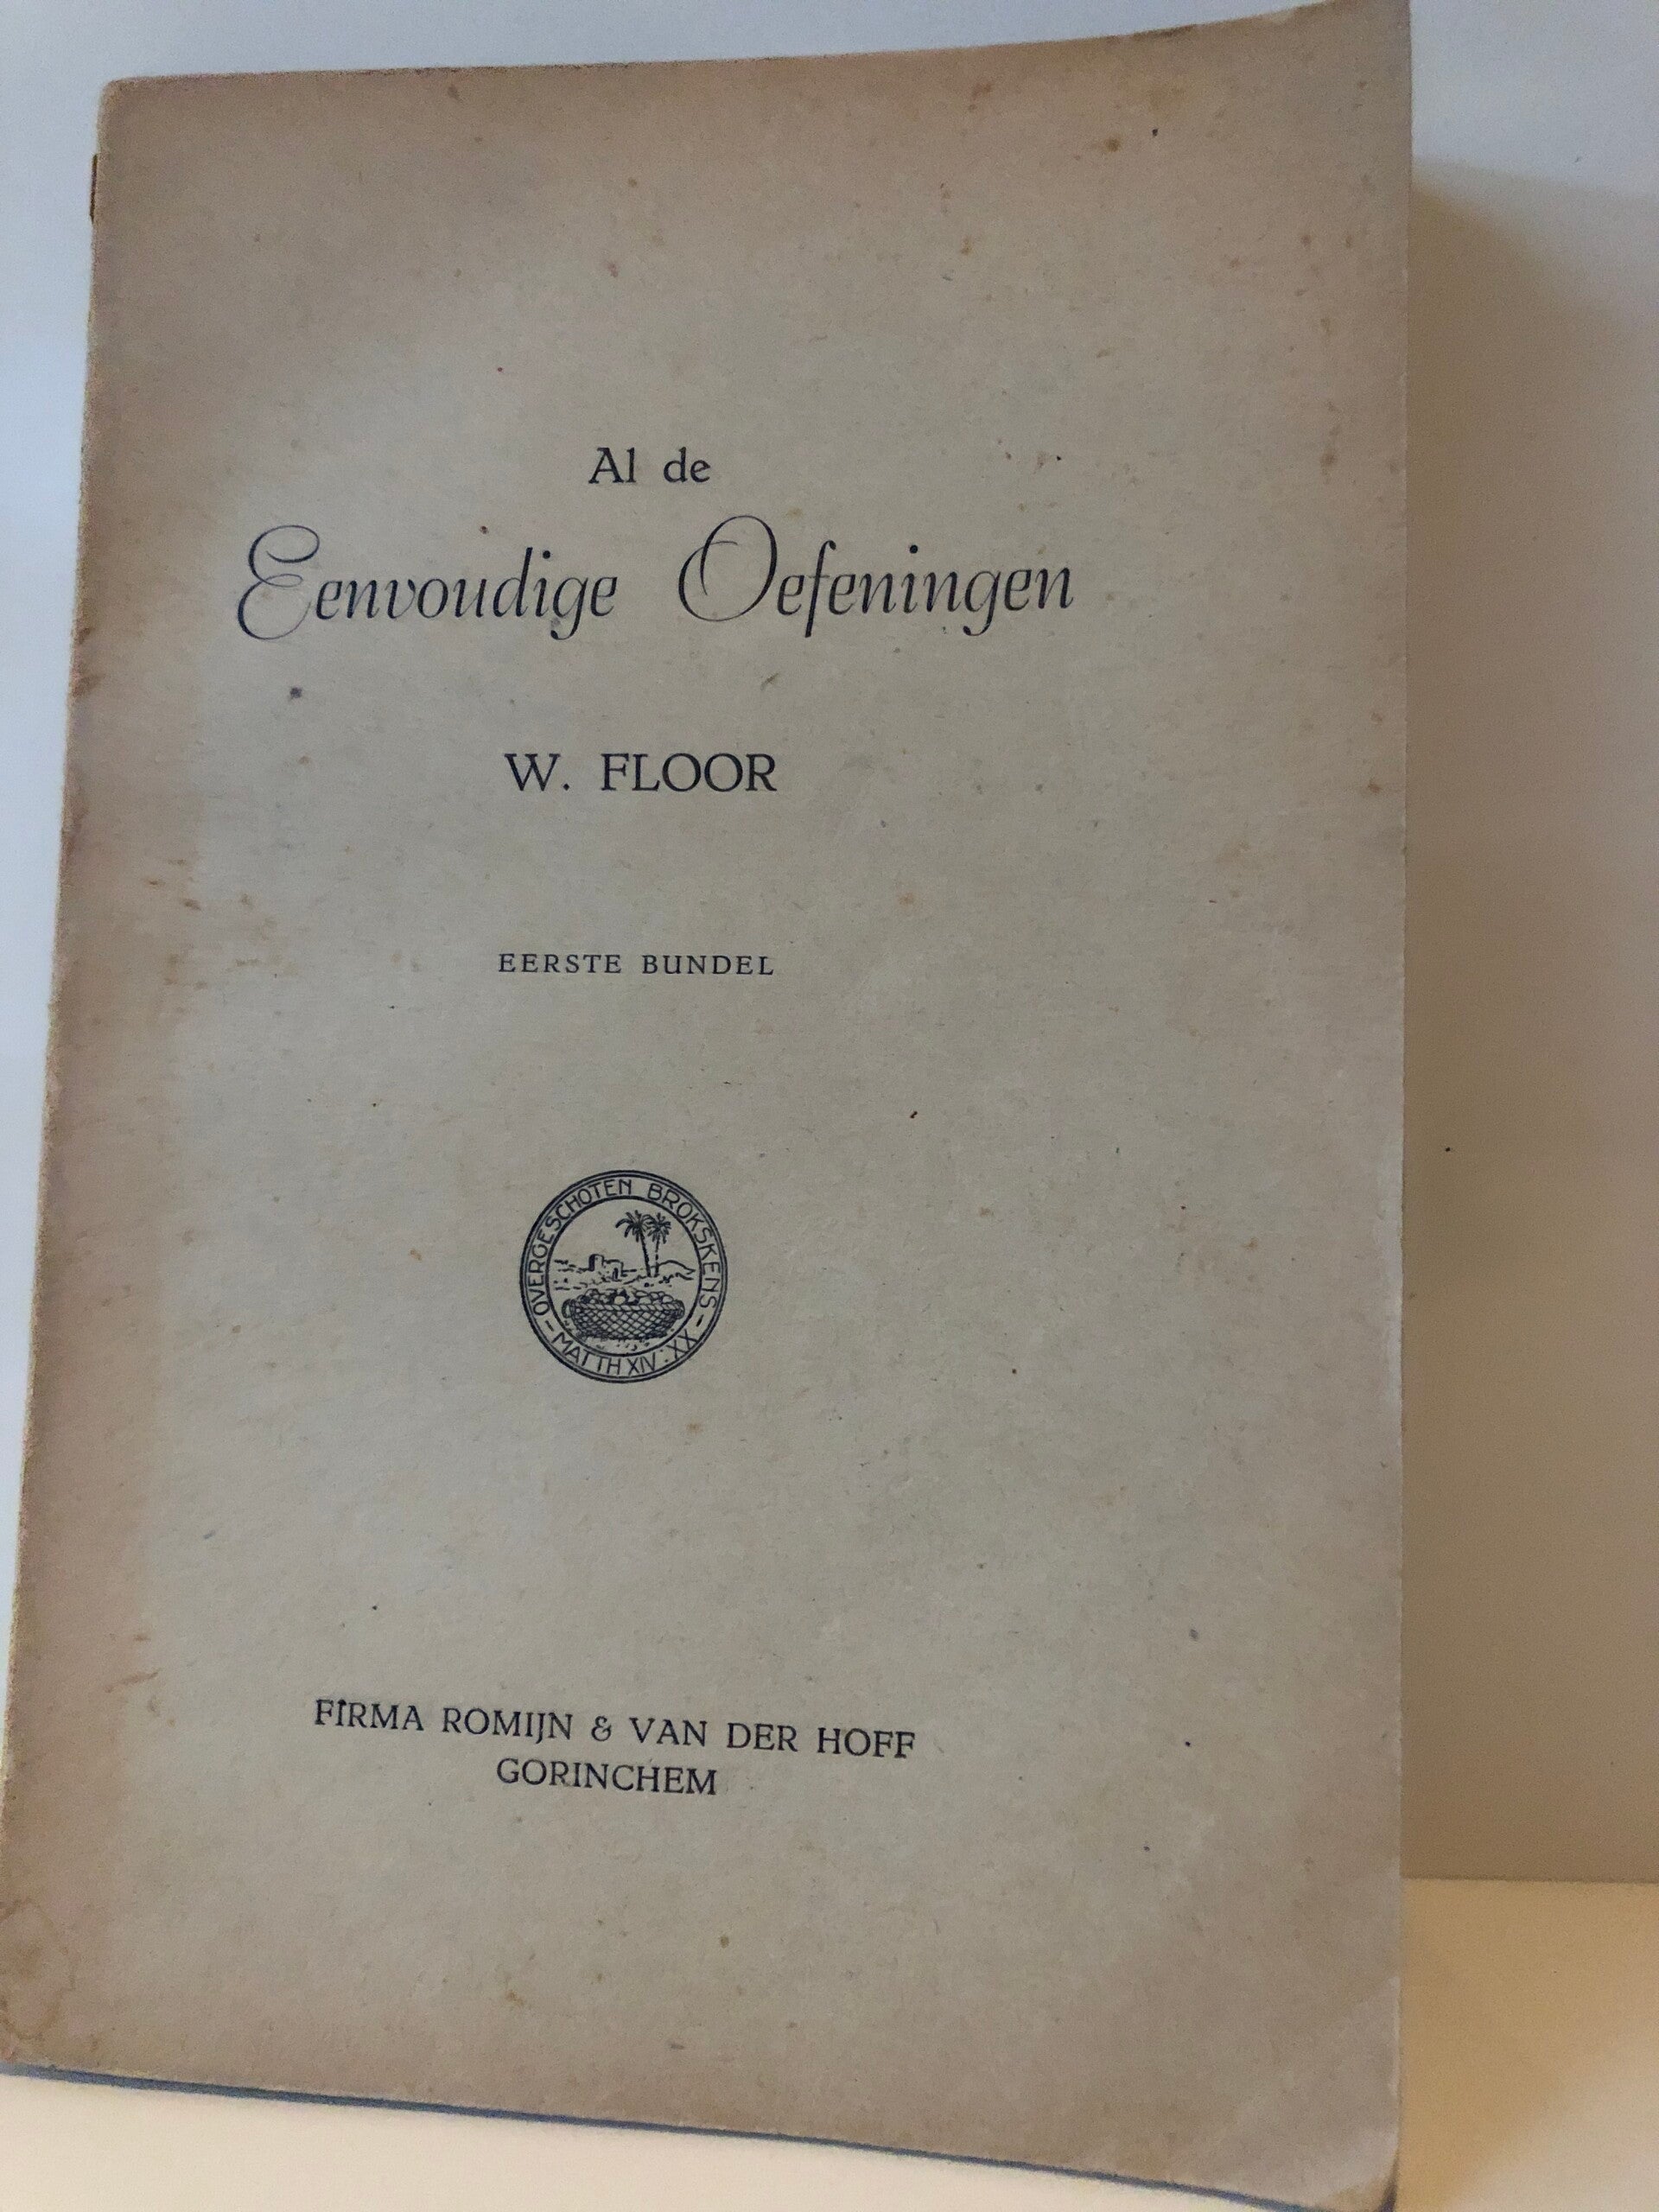 Al de
Eenvoudige Oefeningen
W. FLOOR
EERSTE BUNDEL
OVERGESCHOTEN BROKSKENS
MATTH XIV : XX
FIRMA ROMIJN & VAN DER HOFF
GORINCHEM